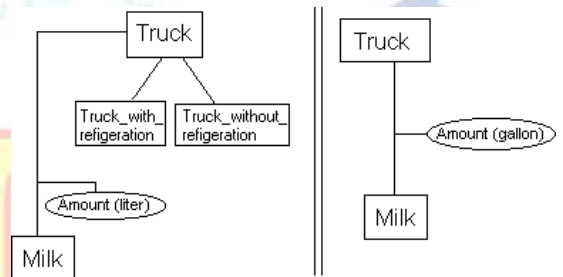 Truck
Truck_with_
refigeration
Truck_without_
refigeration
Amount (liter)
Milk
Truck
Amount (gallon)
Milk